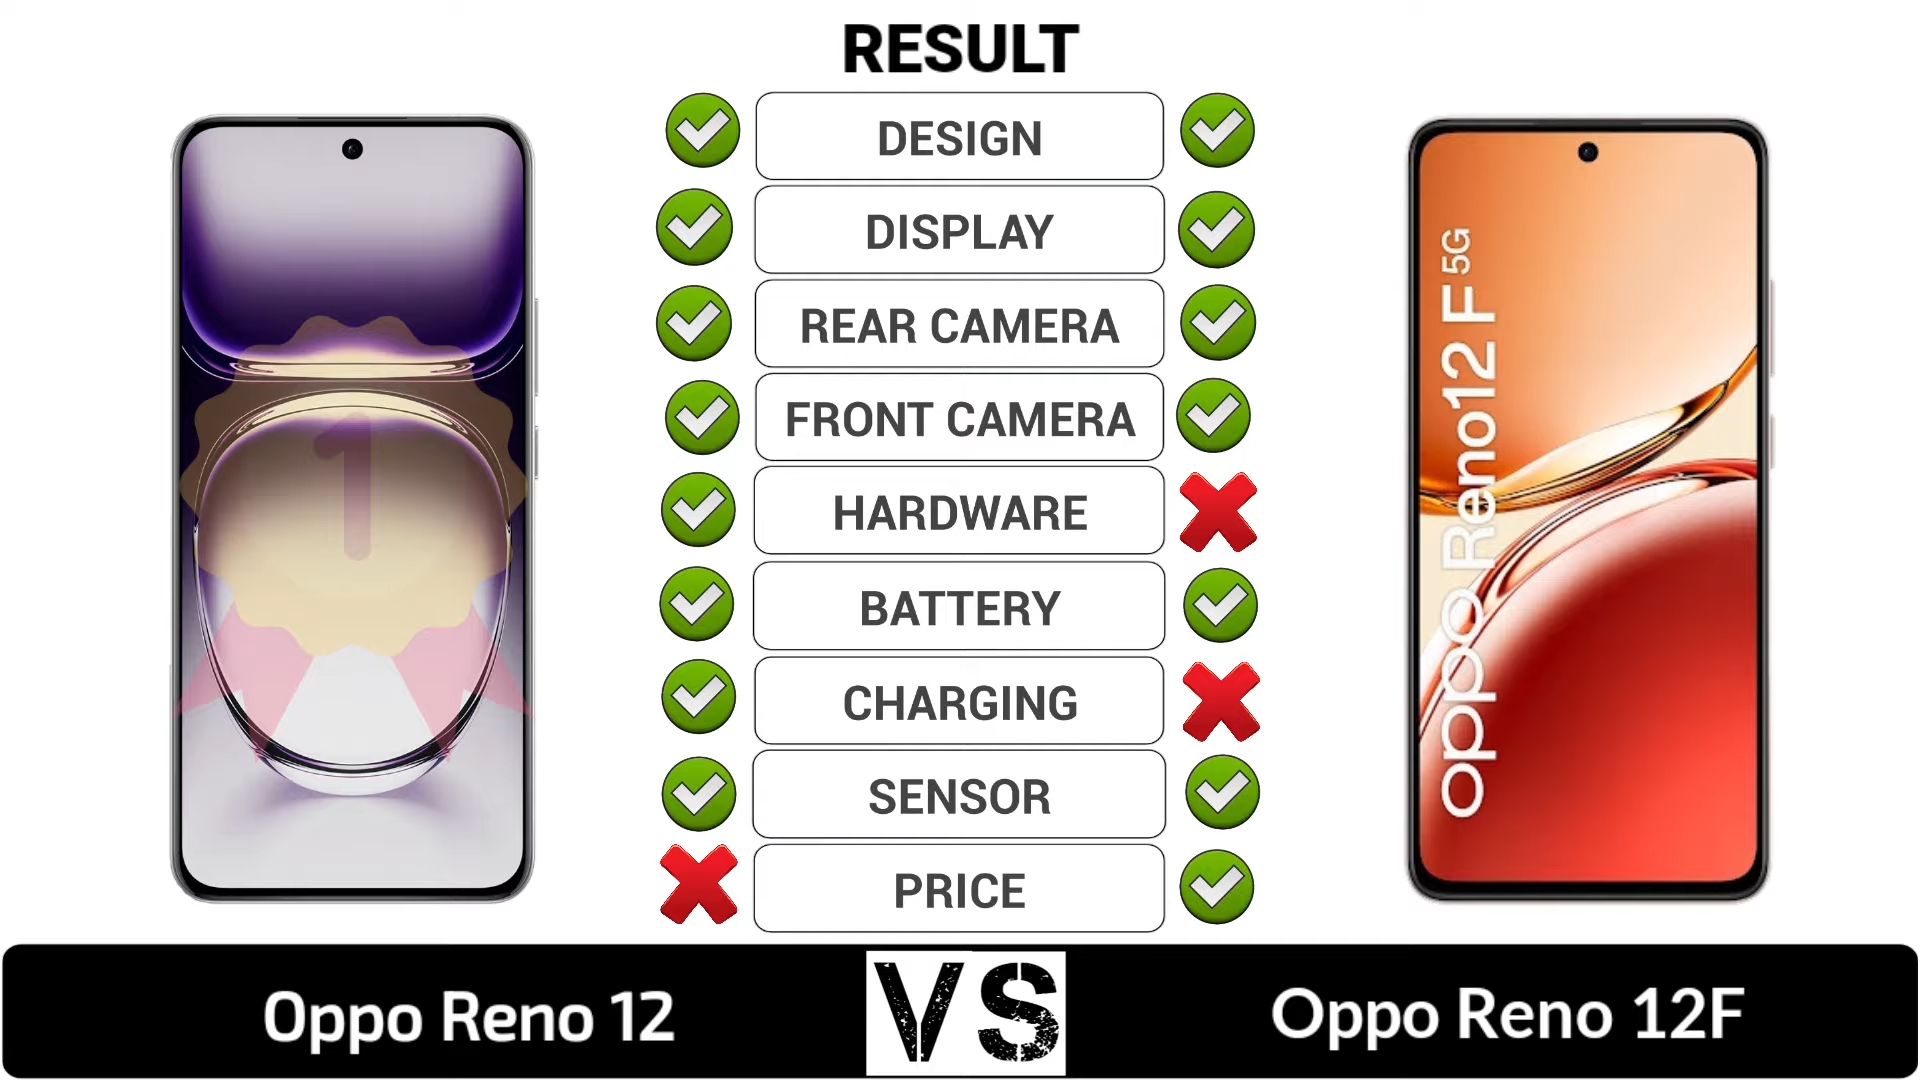 RESULT
DESIGN
DISPLAY
REAR CAMERA
FRONT CAMERA
HARDWARE
BATTERY
CHARGING
SENSOR
PRICE
1
oppo Reno12 F 5G
Oppo Reno 12
VS
Oppo Reno 12F